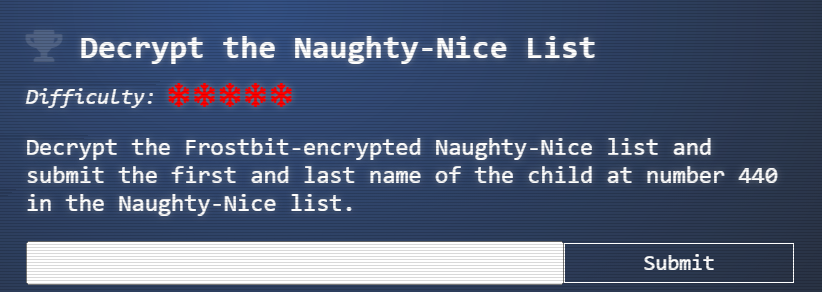 Decrypt the Naughty-Nice List
Difficulty:
Decrypt the Frostbit-encrypted Naughty-Nice list and
submit the first and last name of the child at number 440
in the Naughty-Nice list.
Submit